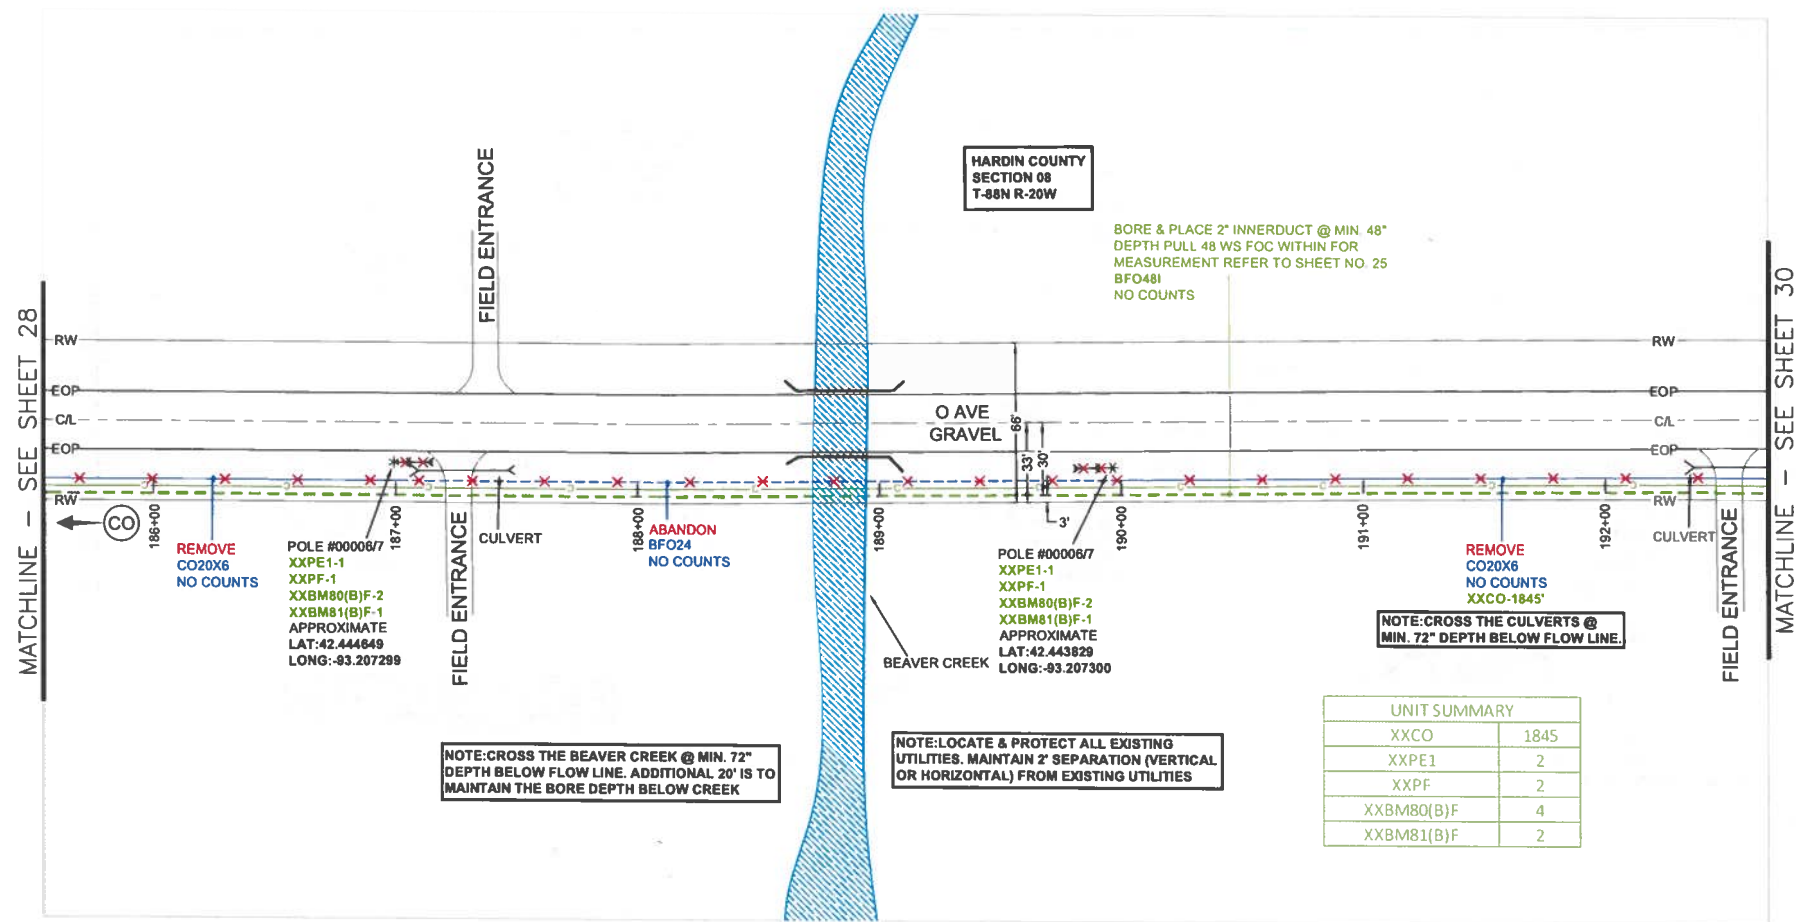 HARDIN COUNTY
SECTION 08
T-88N R-20W
BORE & PLACE 2" INNERDUCT @ MIN. 48"
DEPTH PULL 48 WS FOC WITHIN FOR
MEASUREMENT REFER TO SHEET NO. 25
BFO48I
NO COUNTS
FIELD ENTRANCE
MATCHLINE - SEE SHEET 28
MATCHLINE - SEE SHEET 30
RW
RW
EOP
EOP
C/L
C/L
EOP
EOP
RW
RW
O AVE
GRAVEL
66'
33'
30'
3'
CO
186+00
187+00
188+00
189+00
190+00
191+00
192+00
REMOVE
CO20X6
NO COUNTS
POLE #00006/7
XXPE1-1
XXPF-1
XXBM80(B)F-2
XXBM81(B)F-1
APPROXIMATE
LAT:42.444649
LONG:-93.207299
FIELD ENTRANCE
CULVERT
ABANDON
BFO24
NO COUNTS
BEAVER CREEK
POLE #00006/7
XXPE1-1
XXPF-1
XXBM80(B)F-2
XXBM81(B)F-1
APPROXIMATE
LAT:42.443829
LONG:-93.207300
REMOVE
CO20X6
NO COUNTS
XXCO-1845'
CULVERT
FIELD ENTRANCE
NOTE:CROSS THE CULVERTS @
MIN. 72" DEPTH BELOW FLOW LINE.
NOTE:CROSS THE BEAVER CREEK @ MIN. 72"
DEPTH BELOW FLOW LINE. ADDITIONAL 20' IS TO
MAINTAIN THE BORE DEPTH BELOW CREEK
NOTE:LOCATE & PROTECT ALL EXISTING
UTILITIES. MAINTAIN 2' SEPARATION (VERTICAL
OR HORIZONTAL) FROM EXISTING UTILITIES
UNIT SUMMARY
XXCO 1845
XXPE1 2
XXPF 2
XXBM80(B)F 4
XXBM81(B)F 2